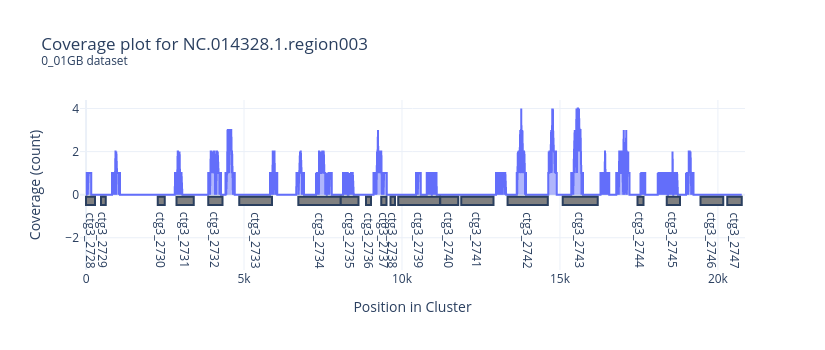 Coverage plot for NC.014328.1.region003
0_01GB dataset
Coverage (count)
4
2
0
−2
ctg3_2728
ctg3_2729
ctg3_2730
ctg3_2731
ctg3_2732
ctg3_2733
ctg3_2734
ctg3_2735
ctg3_2736
ctg3_2737
ctg3_2738
ctg3_2739
ctg3_2740
ctg3_2741
ctg3_2742
ctg3_2743
ctg3_2744
ctg3_2745
ctg3_2746
ctg3_2747
0
5k
10k
15k
20k
Position in Cluster